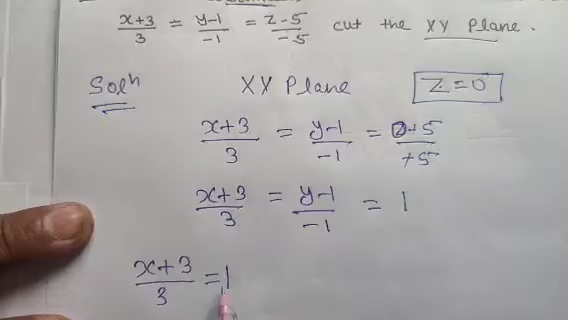 x+3/3 = y-1/-1 = z-5/-5 cut the XY Plane.
Solⁿ XY Plane Z=0
x+3/3 = y-1/-1 = 0+5/+5
x+3/3 = y-1/-1 = 1
x+3/3 = 1